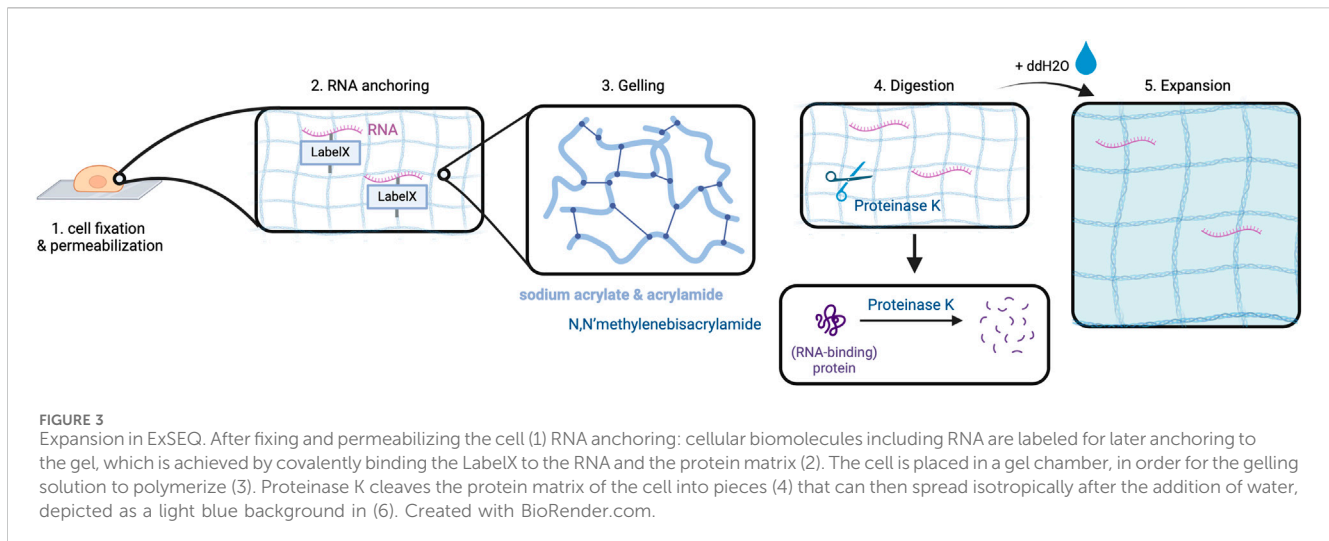 1. cell fixation
& permeabilization
2. RNA anchoring
RNA
LabelX
LabelX
3. Gelling
sodium acrylate & acrylamide
N,N'methylenebisacrylamide
4. Digestion
Proteinase K
Proteinase K
(RNA-binding)
protein
+ ddH2O
5. Expansion
FIGURE 3
Expansion in ExSEQ. After fixing and permeabilizing the cell (1) RNA anchoring: cellular biomolecules including RNA are labeled for later anchoring to
the gel, which is achieved by covalently binding the LabelX to the RNA and the protein matrix (2). The cell is placed in a gel chamber, in order for the gelling
solution to polymerize (3). Proteinase K cleaves the protein matrix of the cell into pieces (4) that can then spread isotropically after the addition of water,
depicted as a light blue background in (6). Created with BioRender.com.